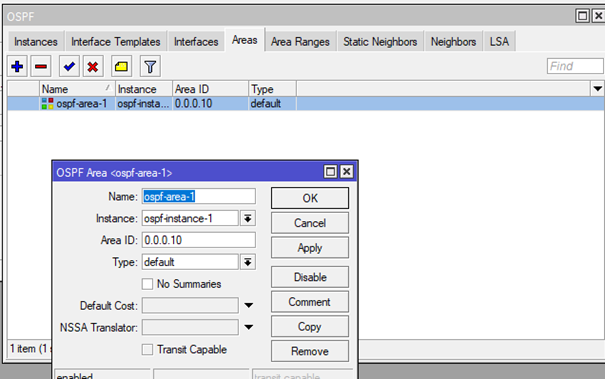 OSPF
Instances Interface Templates Interfaces Areas Area Ranges Static Neighbors Neighbors LSA
Find
Name / Instance Area ID Type
ospf-area-1 ospf-insta... 0.0.0.10 default
OSPF Area <ospf-area-1>
Name: ospf-area-1 OK
Instance: ospf-instance-1 Cancel
Area ID: 0.0.0.10 Apply
Type: default
No Summaries Disable
Default Cost: Comment
NSSA Translator: Copy
Transit Capable Remove
1 item (1 s
enabled transit capable